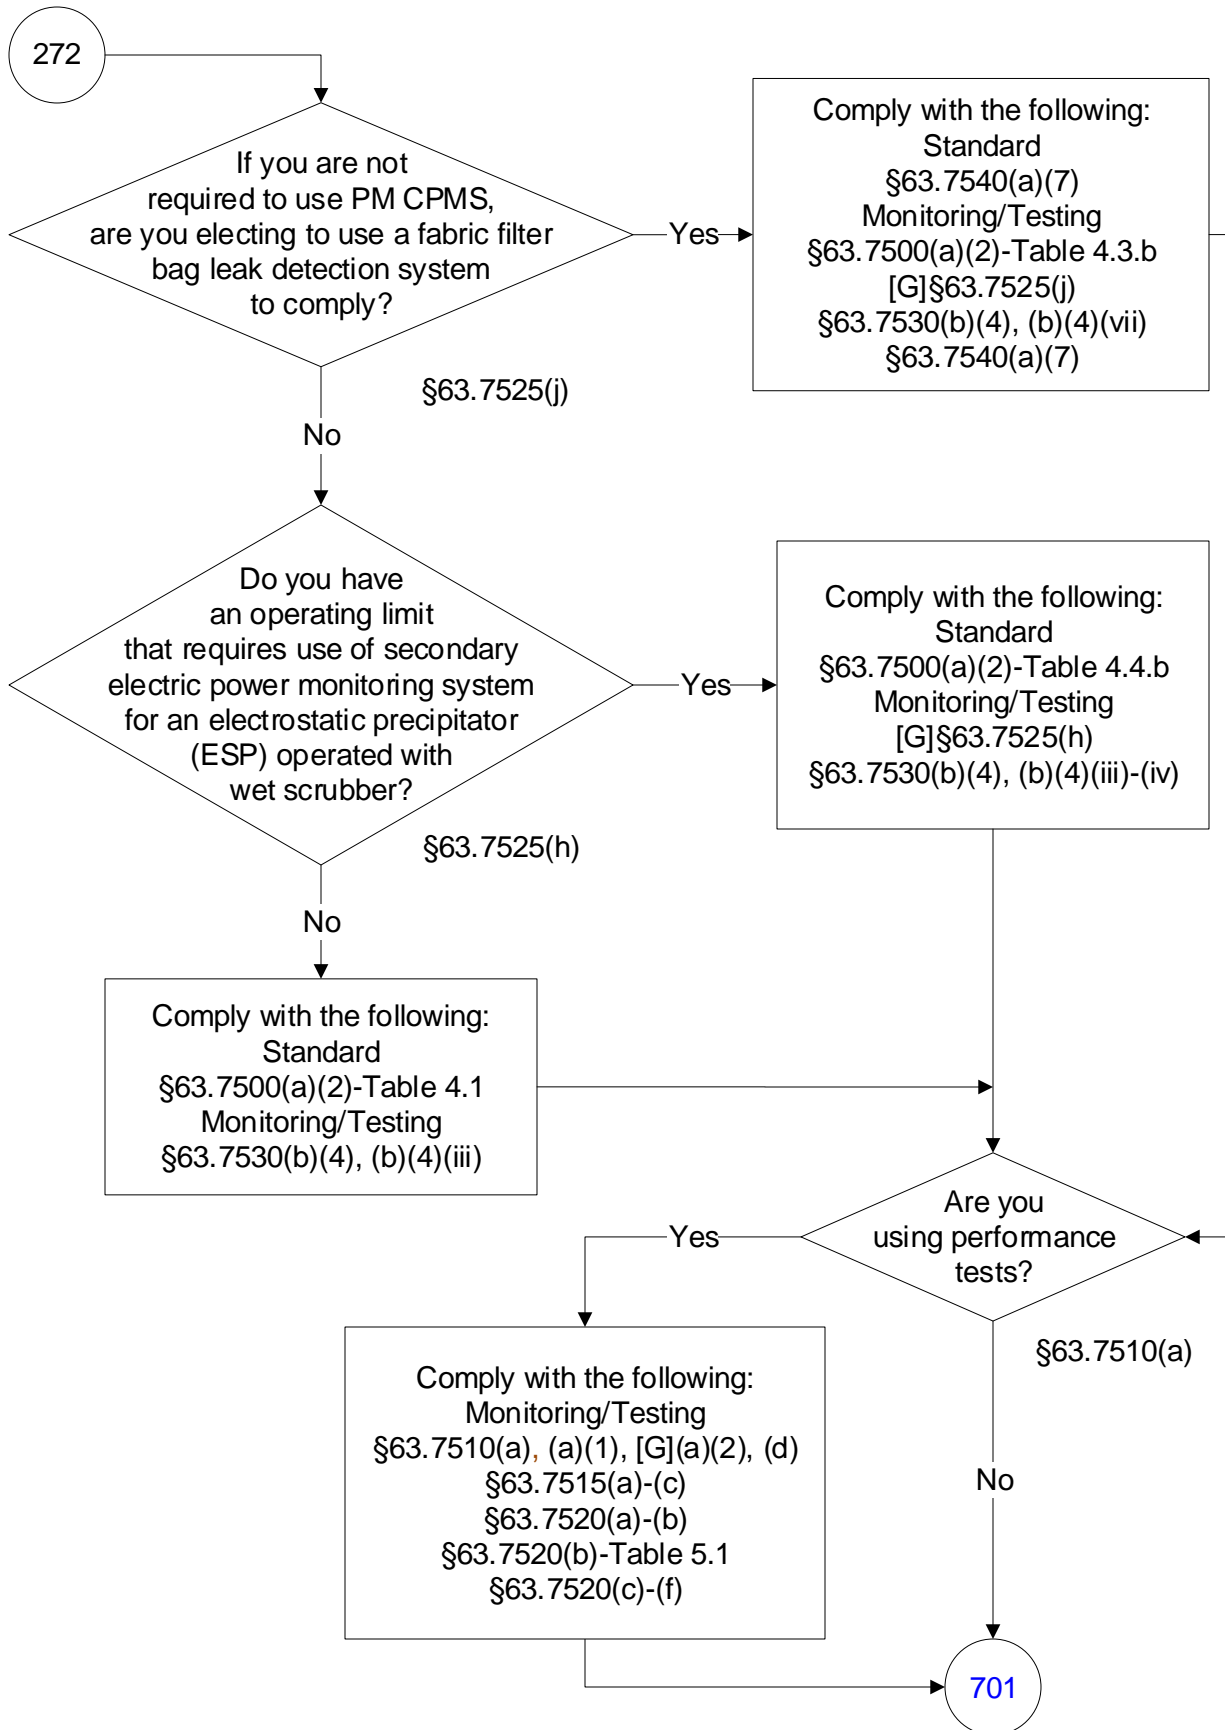 272
If you are not
required to use PM CPMS,
are you electing to use a fabric filter
bag leak detection system
to comply?
Yes
Comply with the following:
Standard
§63.7540(a)(7)
Monitoring/Testing
§63.7500(a)(2)-Table 4.3.b
[G]§63.7525(j)
§63.7530(b)(4), (b)(4)(vii)
§63.7540(a)(7)
§63.7525(j)
No
Do you have
an operating limit
that requires use of secondary
electric power monitoring system
for an electrostatic precipitator
(ESP) operated with
wet scrubber?
Yes
Comply with the following:
Standard
§63.7500(a)(2)-Table 4.4.b
Monitoring/Testing
[G]§63.7525(h)
§63.7530(b)(4), (b)(4)(iii)-(iv)
§63.7525(h)
No
Comply with the following:
Standard
§63.7500(a)(2)-Table 4.1
Monitoring/Testing
§63.7530(b)(4), (b)(4)(iii)
Are you
using performance
tests?
Yes
§63.7510(a)
Comply with the following:
Monitoring/Testing
§63.7510(a), (a)(1), [G](a)(2), (d)
§63.7515(a)-(c)
§63.7520(a)-(b)
§63.7520(b)-Table 5.1
§63.7520(c)-(f)
No
701